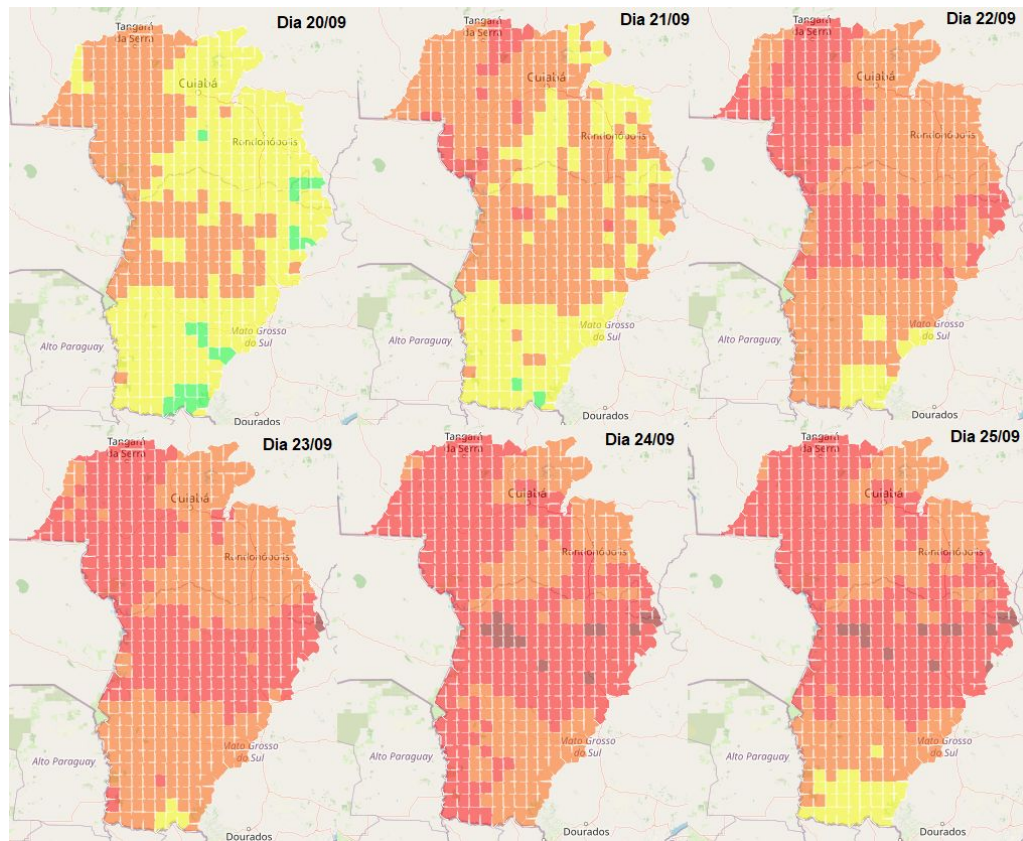 Dia 20/09
Tangará
da Serra
Cuiabá
Rondonópolis
Mato Grosso
do Sul
Alto Paraguay
Dourados
Dia 21/09
Tangará
da Serra
Cuiabá
Rondonópolis
Mato Grosso
do Sul
Alto Paraguay
Dourados
Dia 22/09
Tangará
da Serra
Cuiabá
Rondonópolis
Mato Grosso
do Sul
Alto Paraguay
Dourados
Dia 23/09
Tangará
da Serra
Cuiabá
Rondonópolis
Mato Grosso
do Sul
Alto Paraguay
Dourados
Dia 24/09
Tangará
da Serra
Cuiabá
Rondonópolis
Mato Grosso
do Sul
Alto Paraguay
Dourados
Dia 25/09
Tangará
da Serra
Cuiabá
Rondonópolis
Mato Grosso
do Sul
Alto Paraguay
Dourados